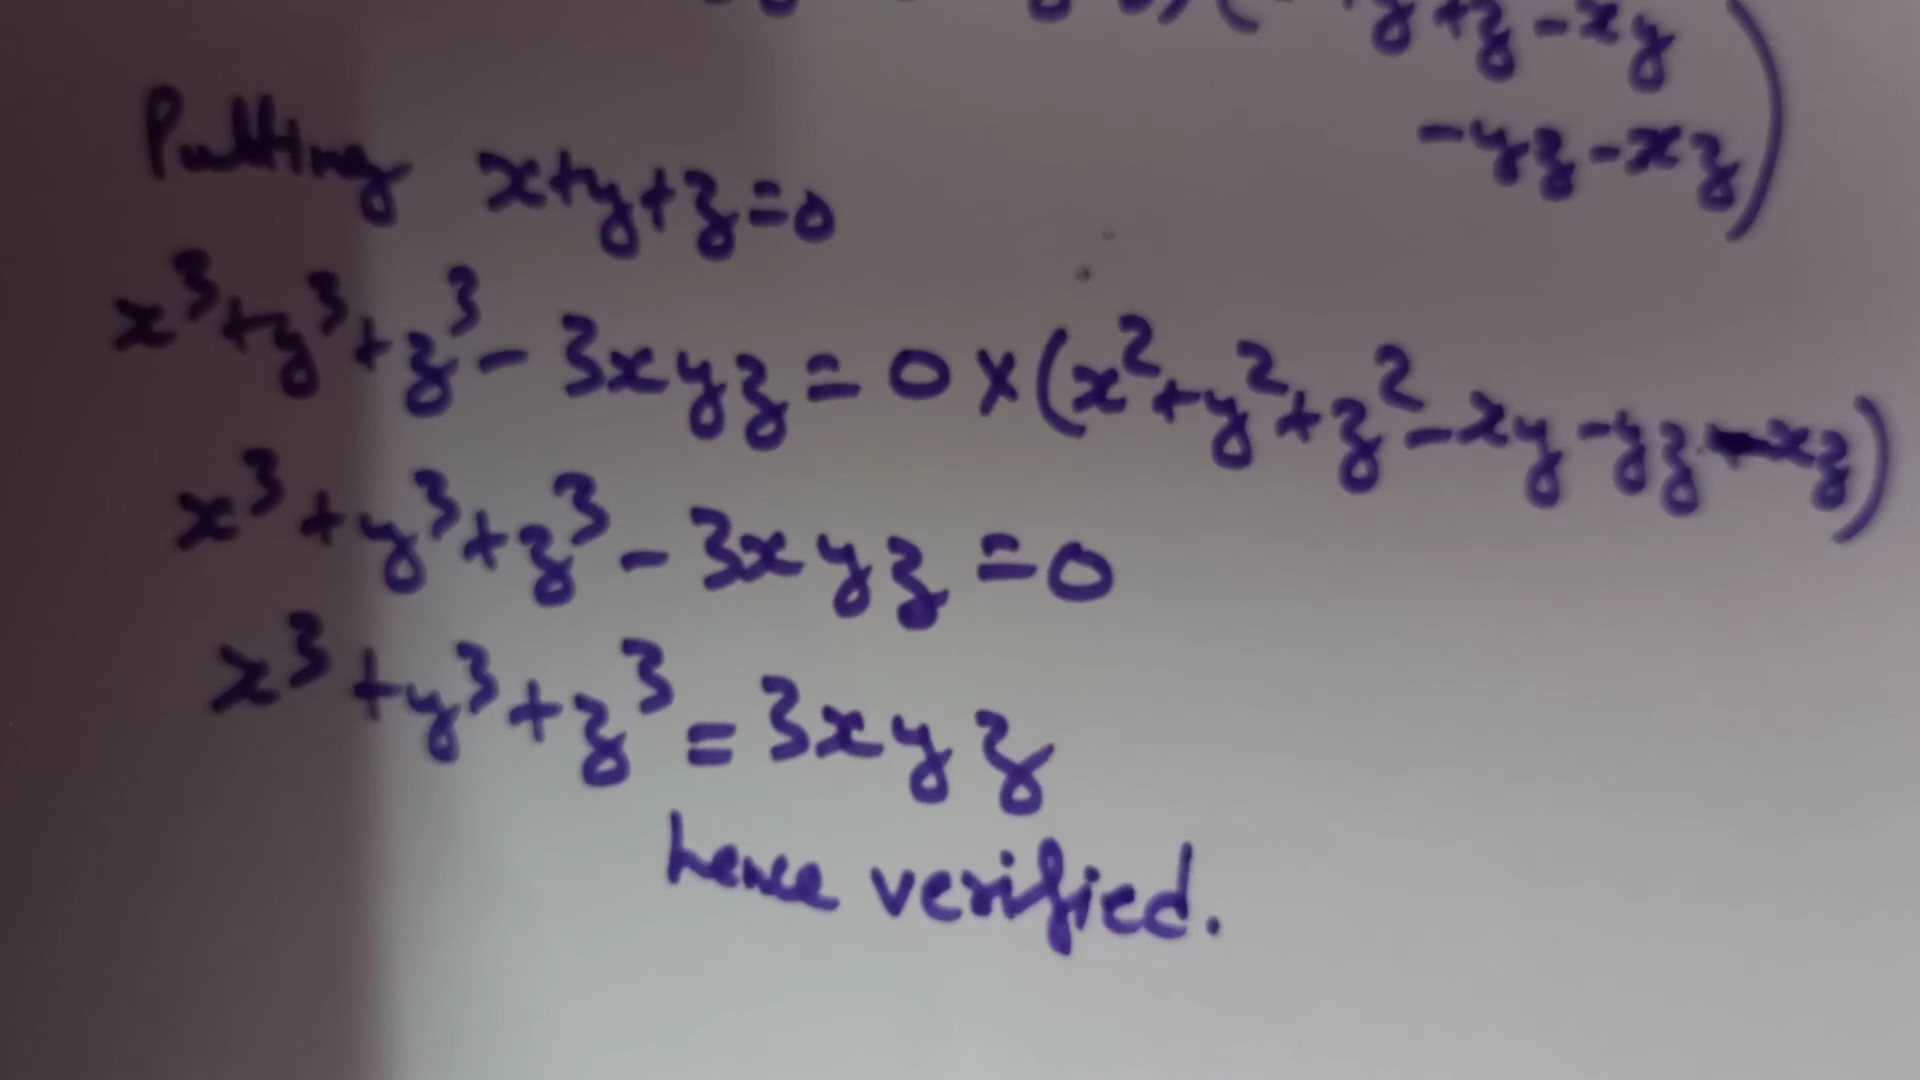 +y+z-xy
-yz-xz)
Putting x+y+z=0
x³+y³+z³-3xyz=0×(x²+y²+z²-xy-yz-xz)
x³+y³+z³-3xyz=0
x³+y³+z³=3xyz
hence verified.